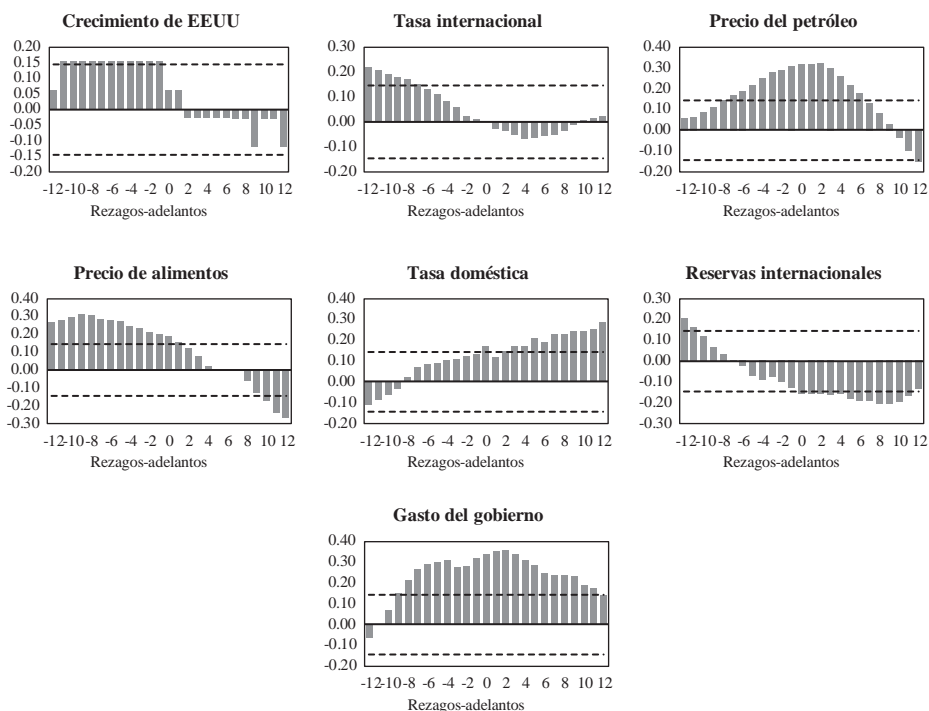 Crecimiento de EEUU
0.20
0.15
0.10
0.05
0.00
-0.05
-0.10
-0.15
-0.20
-12-10-8 -6 -4 -2 0 2 4 6 8 10 12
Rezagos-adelantos
Tasa internacional
0.30
0.20
0.10
0.00
-0.10
-0.20
-12-10-8 -6 -4 -2 0 2 4 6 8 10 12
Rezagos-adelantos
Precio del petróleo
0.40
0.30
0.20
0.10
0.00
-0.10
-0.20
-12-10-8 -6 -4 -2 0 2 4 6 8 10 12
Rezagos-adelantos
Precio de alimentos
0.40
0.30
0.20
0.10
0.00
-0.10
-0.20
-0.30
-12-10-8 -6 -4 -2 0 2 4 6 8 10 12
Rezagos-adelantos
Tasa doméstica
0.40
0.30
0.20
0.10
0.00
-0.10
-0.20
-12-10-8 -6 -4 -2 0 2 4 6 8 10 12
Rezagos-adelantos
Reservas internacionales
0.30
0.20
0.10
0.00
-0.10
-0.20
-0.30
-12-10-8 -6 -4 -2 0 2 4 6 8 10 12
Rezagos-adelantos
Gasto del gobierno
0.40
0.30
0.20
0.10
0.00
-0.10
-0.20
-12-10-8 -6 -4 -2 0 2 4 6 8 10 12
Rezagos-adelantos